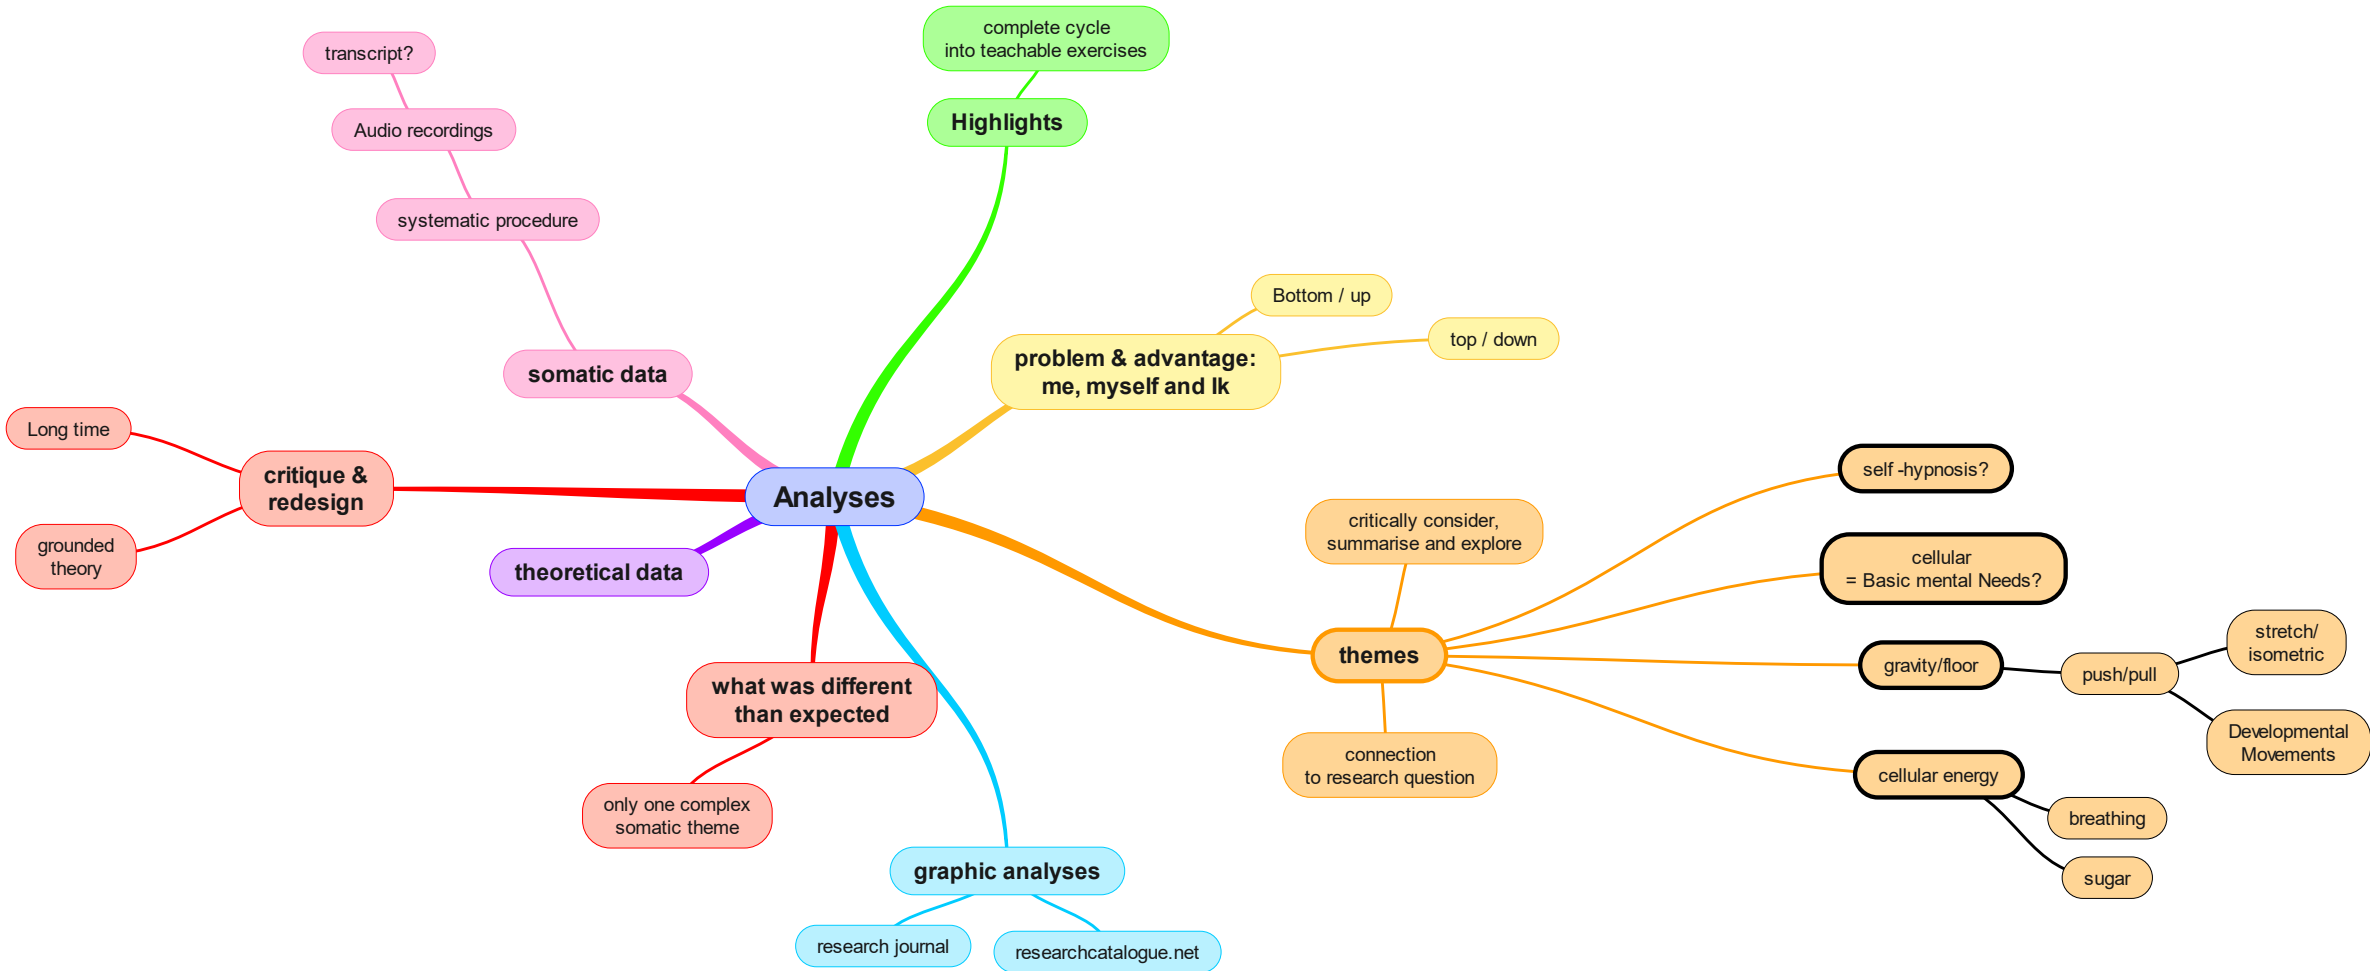 Analyses
Highlights
complete cycle
into teachable exercises
problem & advantage:
me, myself and Ik
Bottom / up
top / down
themes
critically consider,
summarise and explore
self -hypnosis?
cellular
= Basic mental Needs?
gravity/floor
push/pull
stretch/
isometric
Developmental
Movements
cellular energy
breathing
sugar
connection
to research question
graphic analyses
research journal
researchcatalogue.net
what was different
than expected
only one complex
somatic theme
theoretical data
critique &
redesign
Long time
grounded
theory
somatic data
systematic procedure
Audio recordings
transcript?